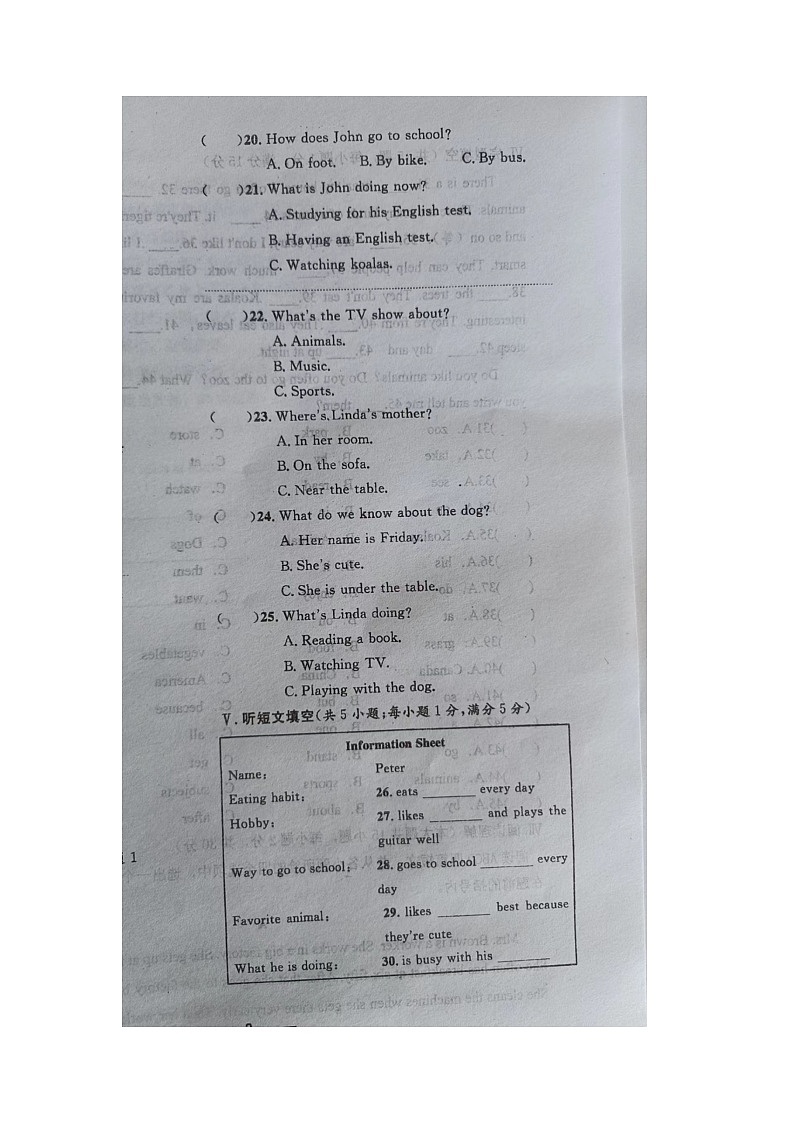 (    )20. How does John go to school?
A. On foot.    B. By bike.    C. By bus.
(    )21. What is John doing now?
A. Studying for his English test.
B. Having an English test.
C. Watching koalas.
(    )22. What's the TV show about?
A. Animals.
B. Music.
C. Sports.
(    )23. Where's Linda's mother?
A. In her room.
B. On the sofa.
C. Near the table.
(    )24. What do we know about the dog?
A. Her name is Friday.
B. She's cute.
C. She is under the table.
(    )25. What's Linda doing?
A. Reading a book.
B. Watching TV.
C. Playing with the dog.
Ⅴ. 听短文填空(共 5 小题;每小题 1 分,满分 5 分)
Information Sheet
Name: Peter
Eating habit: 26. eats ________ every day
Hobby: 27. likes ________ and plays the
guitar well
Way to go to school: 28. goes to school ________ every
day
Favorite animal: 29. likes ________ best because
they're cute
What he is doing: 30. is busy with his ________
1